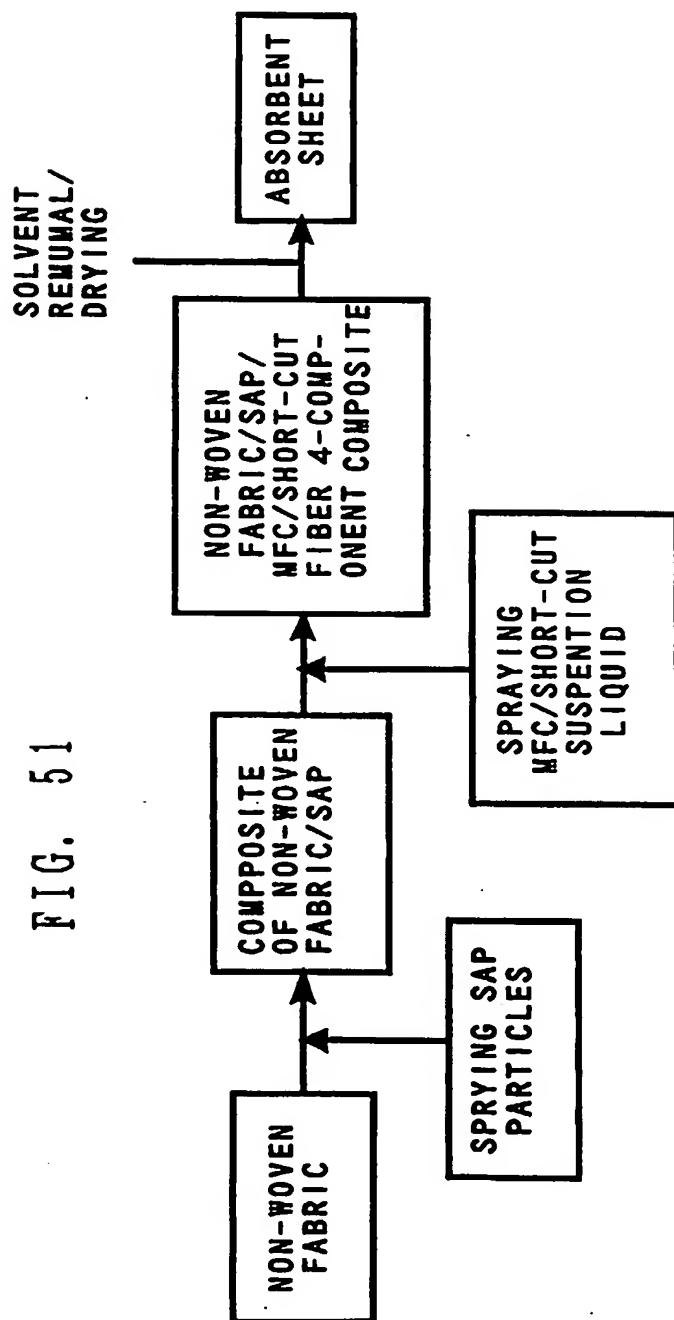 FIG. 51
NON-WOVEN
FABRIC
SPRYING SAP
PARTICLES
COMPPOSITE
OF NON-WOVEN
FABRIC/SAP
SPRAYING
MFC/SHORT-CUT
SUSPENTION
LIQUID
NON-WOVEN
FABRIC/SAP/
MFC/SHORT-CUT
FIBER 4-COMP-
ONENT COMPOSITE
SOLVENT
REMUMAL/
DRYING
ABSORBENT
SHEET